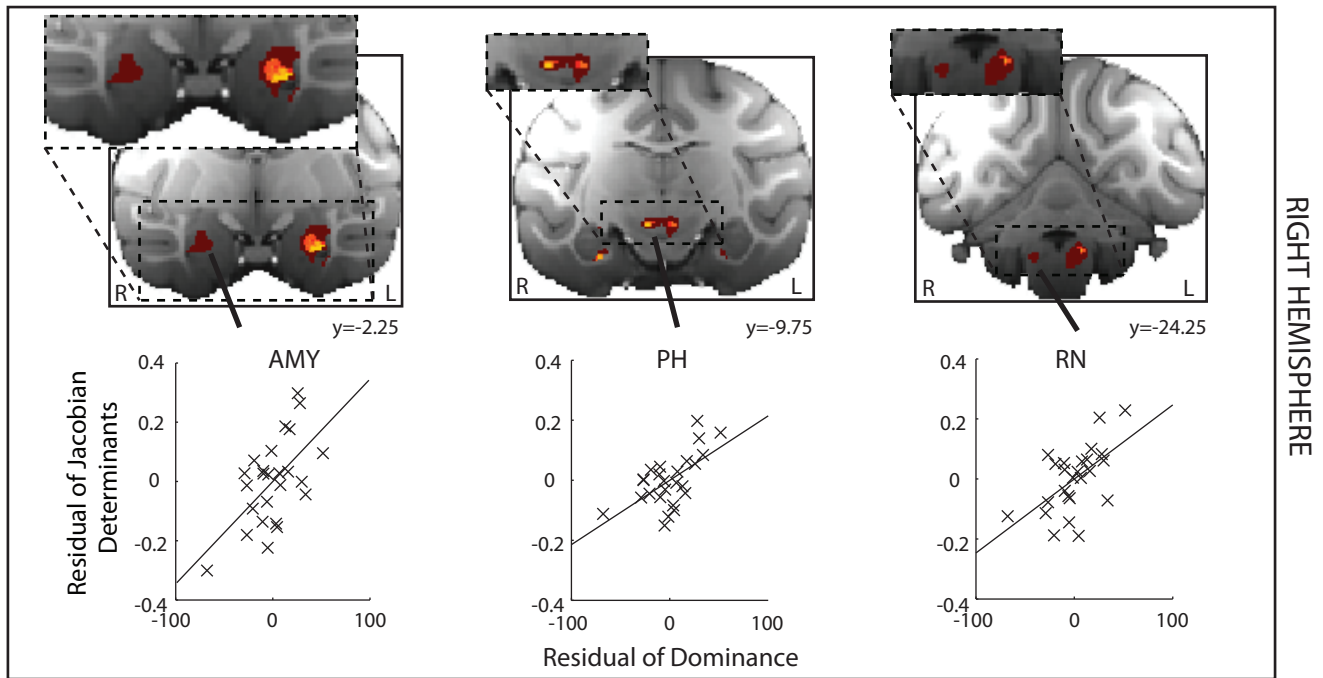 R
L
y=-2.25
R
L
y=-9.75
R
L
y=-24.25
RIGHT HEMISPHERE
AMY
Residual of Jacobian
Determinants
0.4
0.2
0
-0.2
-0.4
-100
0
100
PH
0.4
0.2
0
-0.2
-0.4
-100
0
100
RN
0.4
0.2
0
-0.2
-0.4
-100
0
100
Residual of Dominance